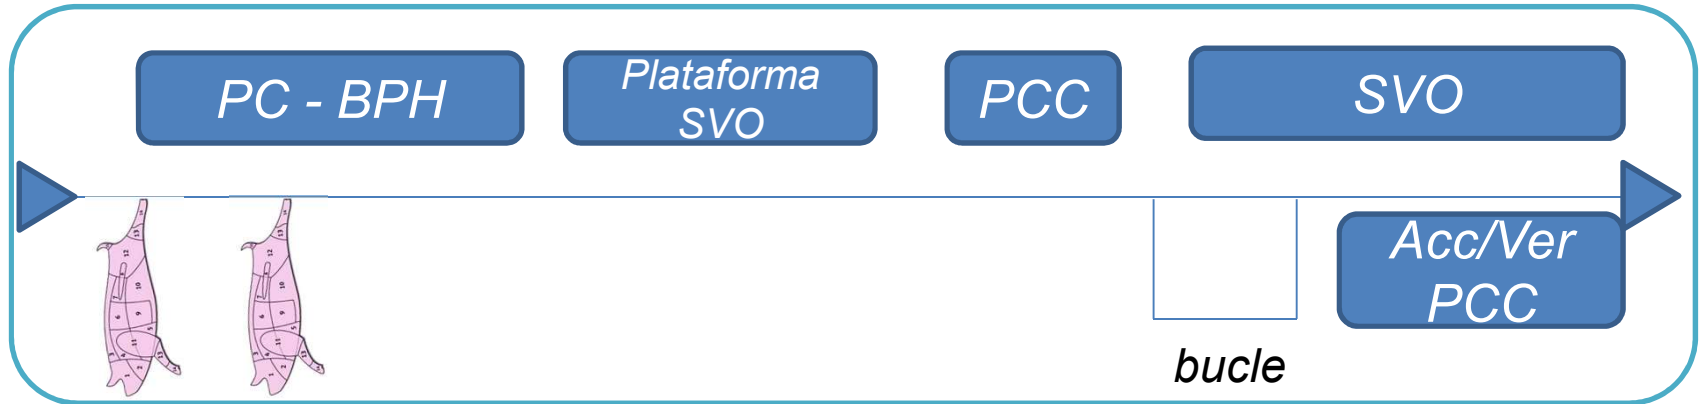 PC - BPH
Plataforma
SVO
PCC
SVO
Acc/Ver
PCC
bucle